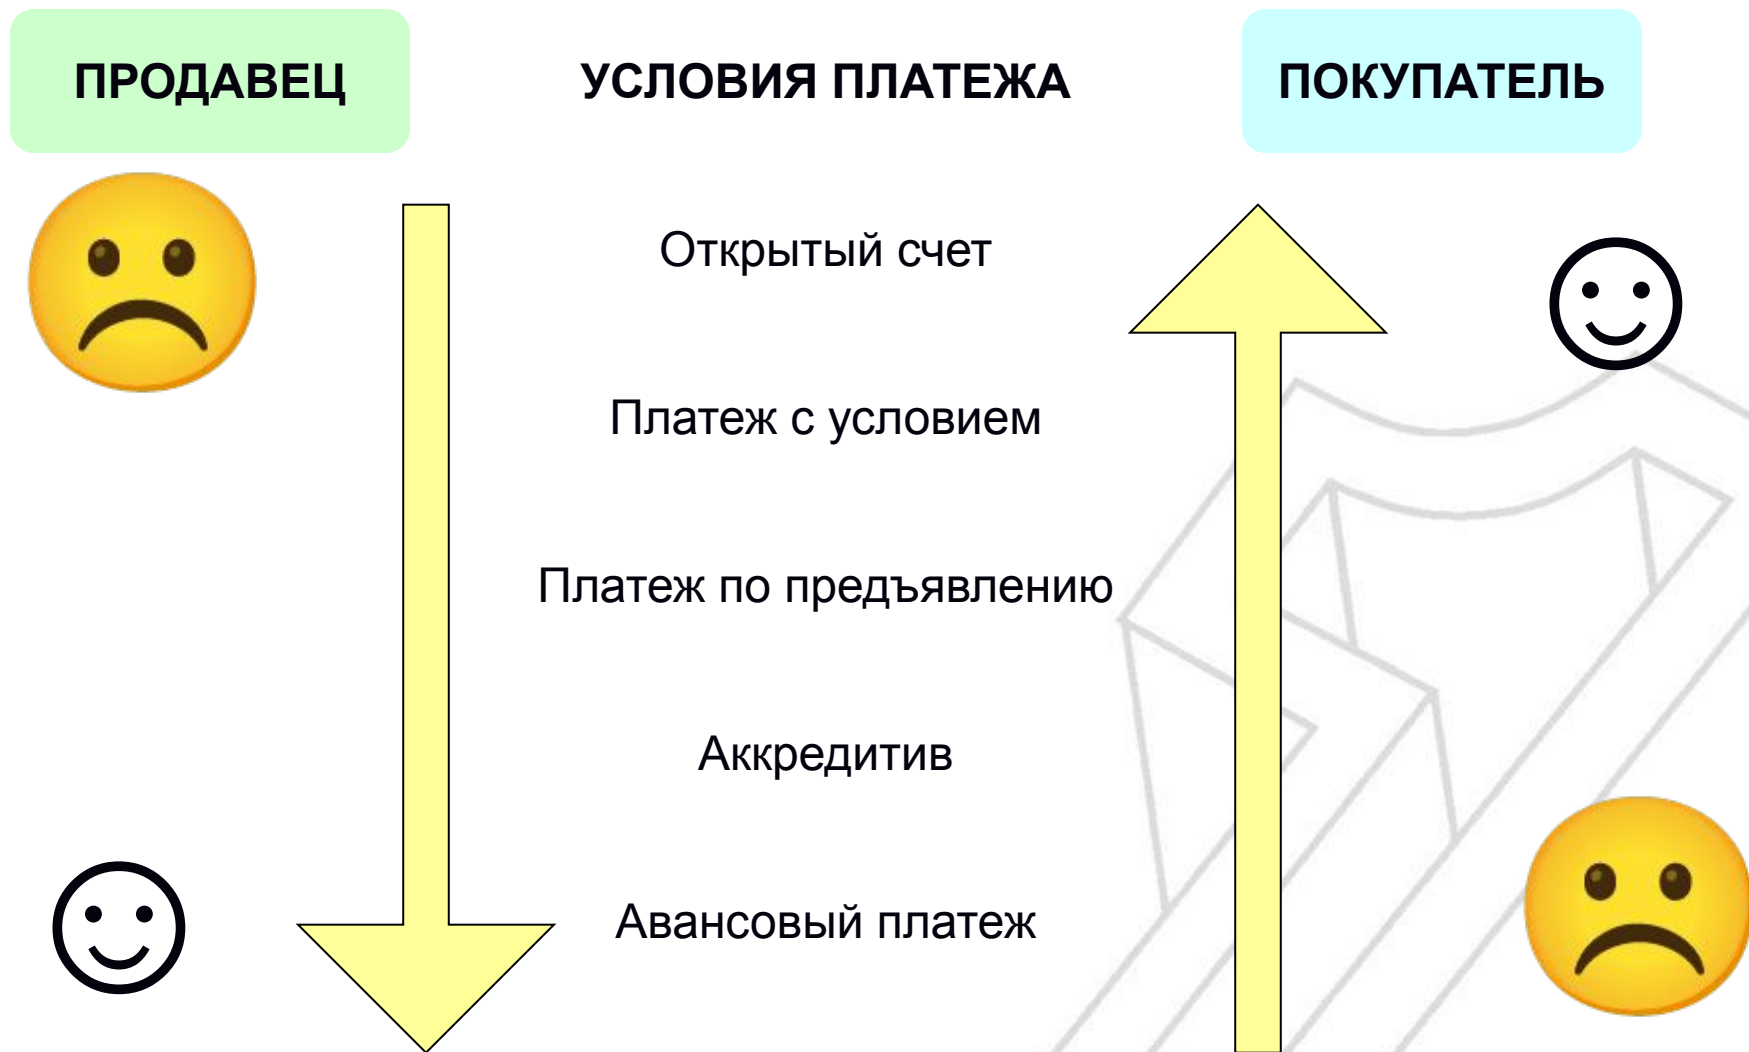 ПРОДАВЕЦ
УСЛОВИЯ ПЛАТЕЖА
ПОКУПАТЕЛЬ
Открытый счет
Платеж с условием
Платеж по предъявлению
Аккредитив
Авансовый платеж